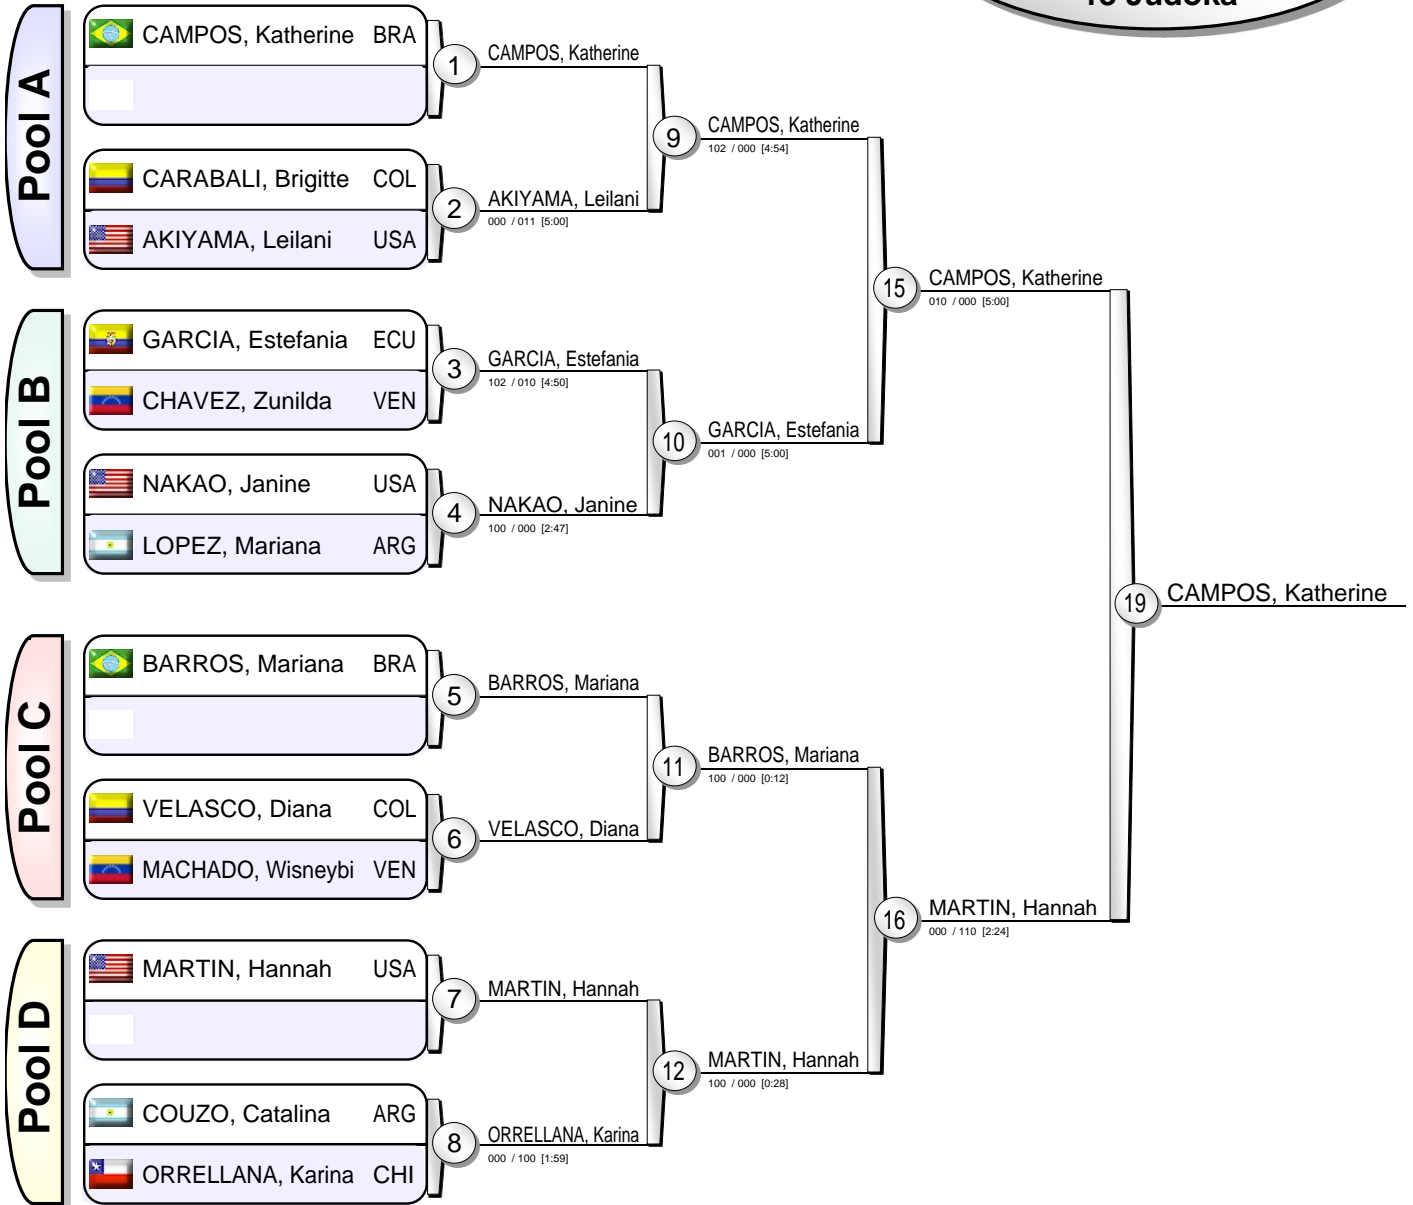 13 Judoka
Pool A
CAMPOS, Katherine BRA
1
CAMPOS, Katherine
CARABALI, Brigitte COL
AKIYAMA, Leilani USA
2
AKIYAMA, Leilani
000 / 011 [5:00]
9
CAMPOS, Katherine
102 / 000 [4:54]
Pool B
GARCIA, Estefania ECU
CHAVEZ, Zunilda VEN
3
GARCIA, Estefania
102 / 010 [4:50]
NAKAO, Janine USA
LOPEZ, Mariana ARG
4
NAKAO, Janine
100 / 000 [2:47]
10
GARCIA, Estefania
001 / 000 [5:00]
15
CAMPOS, Katherine
010 / 000 [5:00]
Pool C
BARROS, Mariana BRA
5
BARROS, Mariana
VELASCO, Diana COL
MACHADO, Wisneybi VEN
6
VELASCO, Diana
11
BARROS, Mariana
100 / 000 [0:12]
Pool D
MARTIN, Hannah USA
7
MARTIN, Hannah
COUZO, Catalina ARG
ORRELLANA, Karina CHI
8
ORRELLANA, Karina
000 / 100 [1:59]
12
MARTIN, Hannah
100 / 000 [0:28]
16
MARTIN, Hannah
000 / 110 [2:24]
19
CAMPOS, Katherine